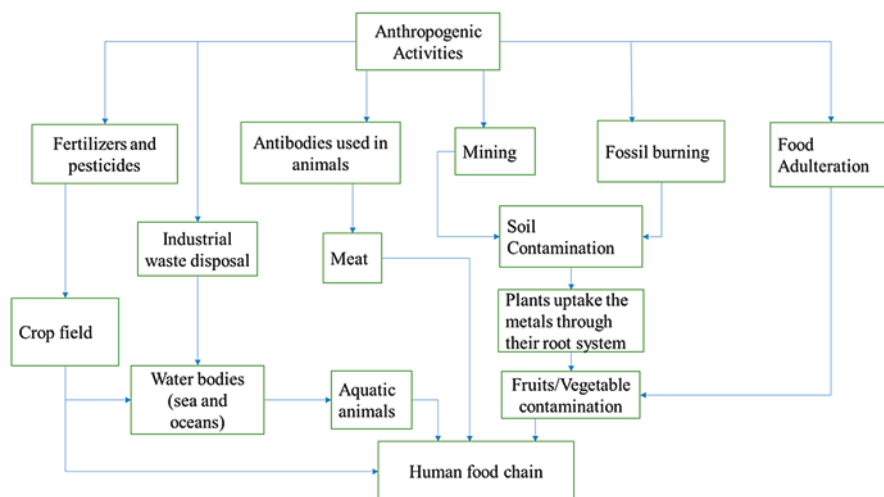 Anthropogenic
Activities
Fertilizers and
pesticides
Antibodies used in
animals
Mining
Fossil burning
Food
Adulteration
Industrial
waste disposal
Meat
Soil
Contamination
Crop field
Plants uptake the
metals through
their root system
Water bodies
(sea and
oceans)
Aquatic
animals
Fruits/Vegetable
contamination
Human food chain